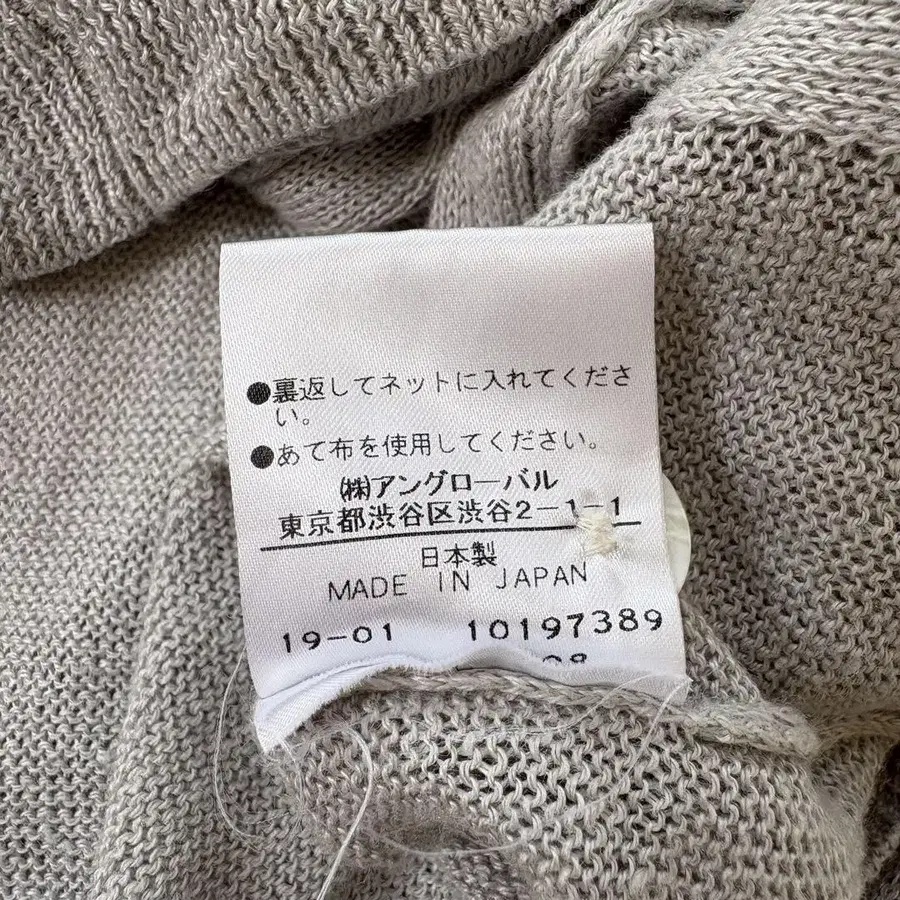 ●裏返してネットに入れてくださ
い。
●あて布を使用してください。
㈱アングローバル
東京都渋谷区渋谷2-1-1
日本製
MADE IN JAPAN
19-01 10197389